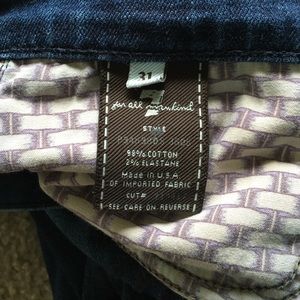 31
7
for all mankind
STYLE
98% COTTON
2% ELASTANE
MADE IN U.S.A
OF IMPORTED FABRIC
CUT#
SEE CARE ON REVERSE